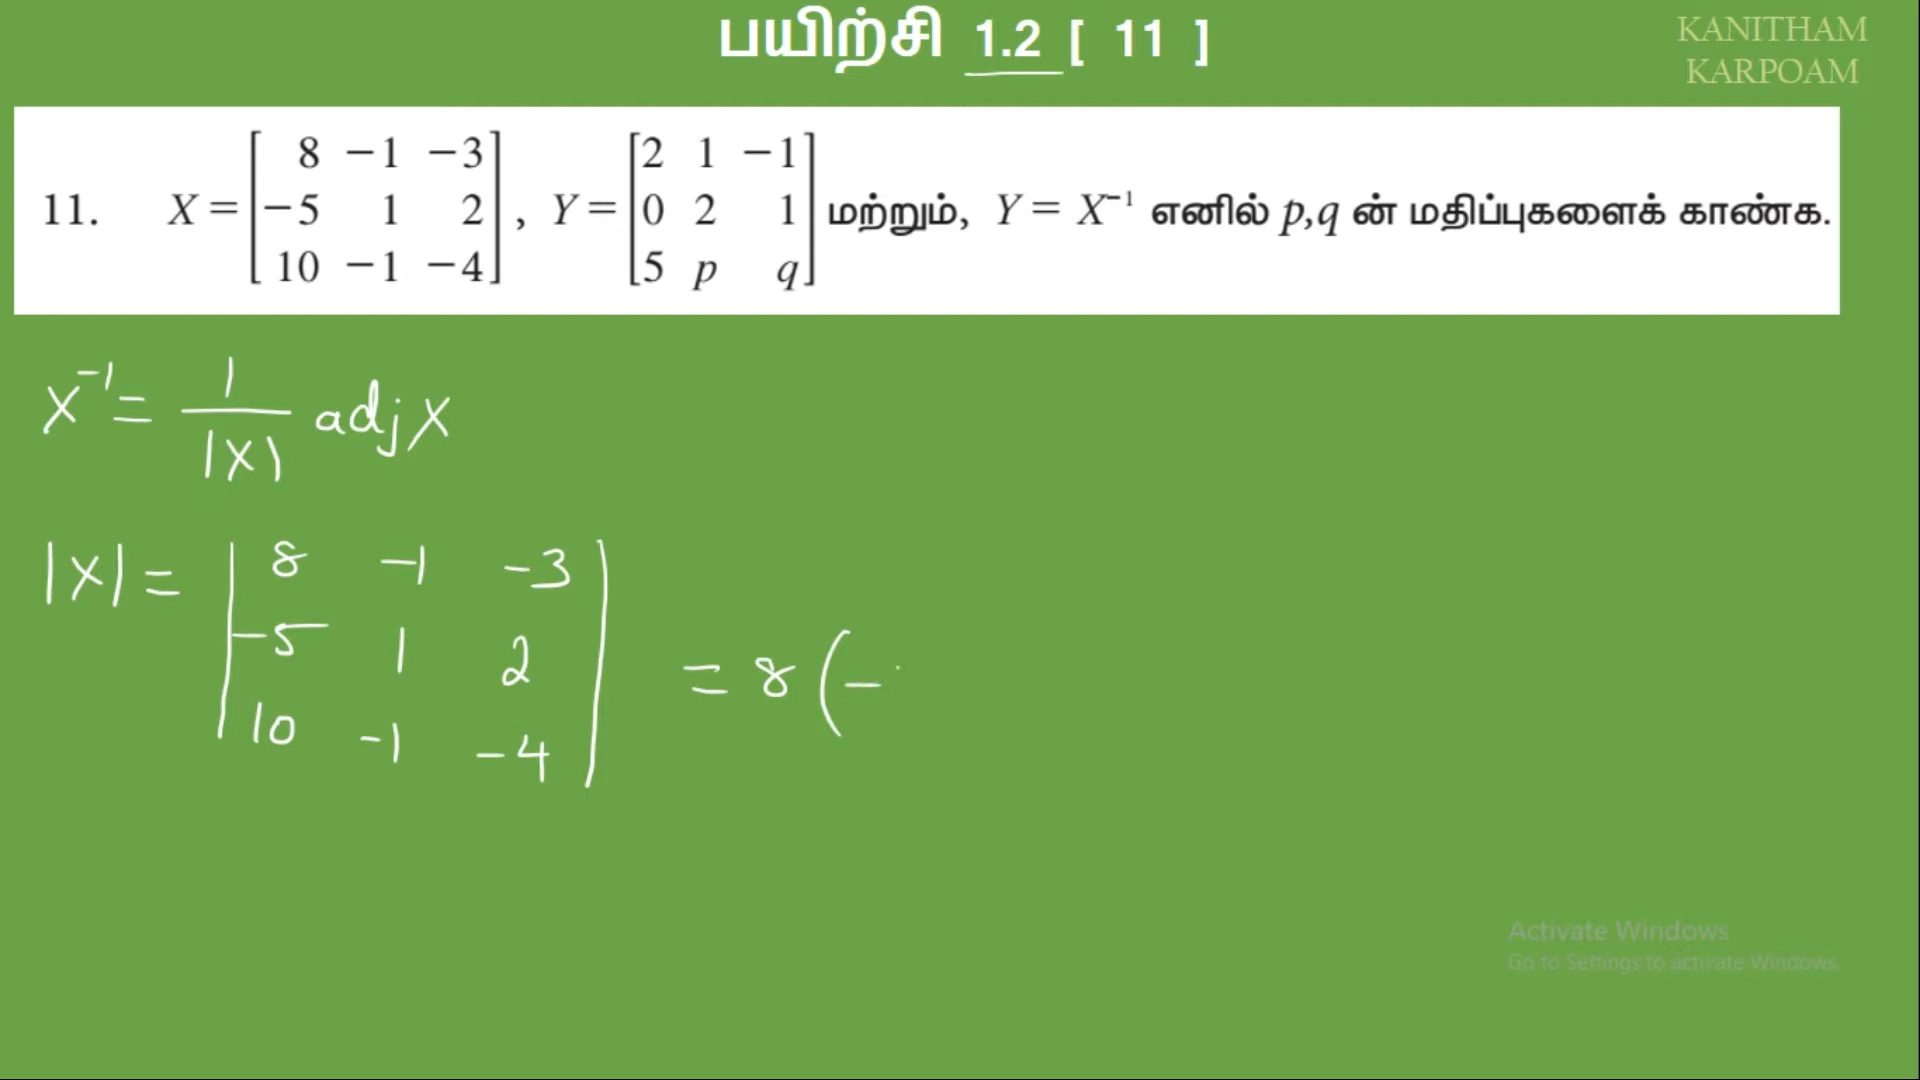 பயிற்சி 1.2 [ 11 ]
KANITHAM
KARPOAM
11. X = [ 8 −1 −3 ; −5 1 2 ; 10 −1 −4 ] , Y = [ 2 1 −1 ; 0 2 1 ; 5 p q ] மற்றும், Y = X⁻¹ எனில் p,q ன் மதிப்புகளைக் காண்க.
X⁻¹ = 1/|X| adj X
|X| = | 8 -1 -3 ; -5 1 2 ; 10 -1 -4 | = 8 ( -
Activate Windows
Go to Settings to activate Windows.